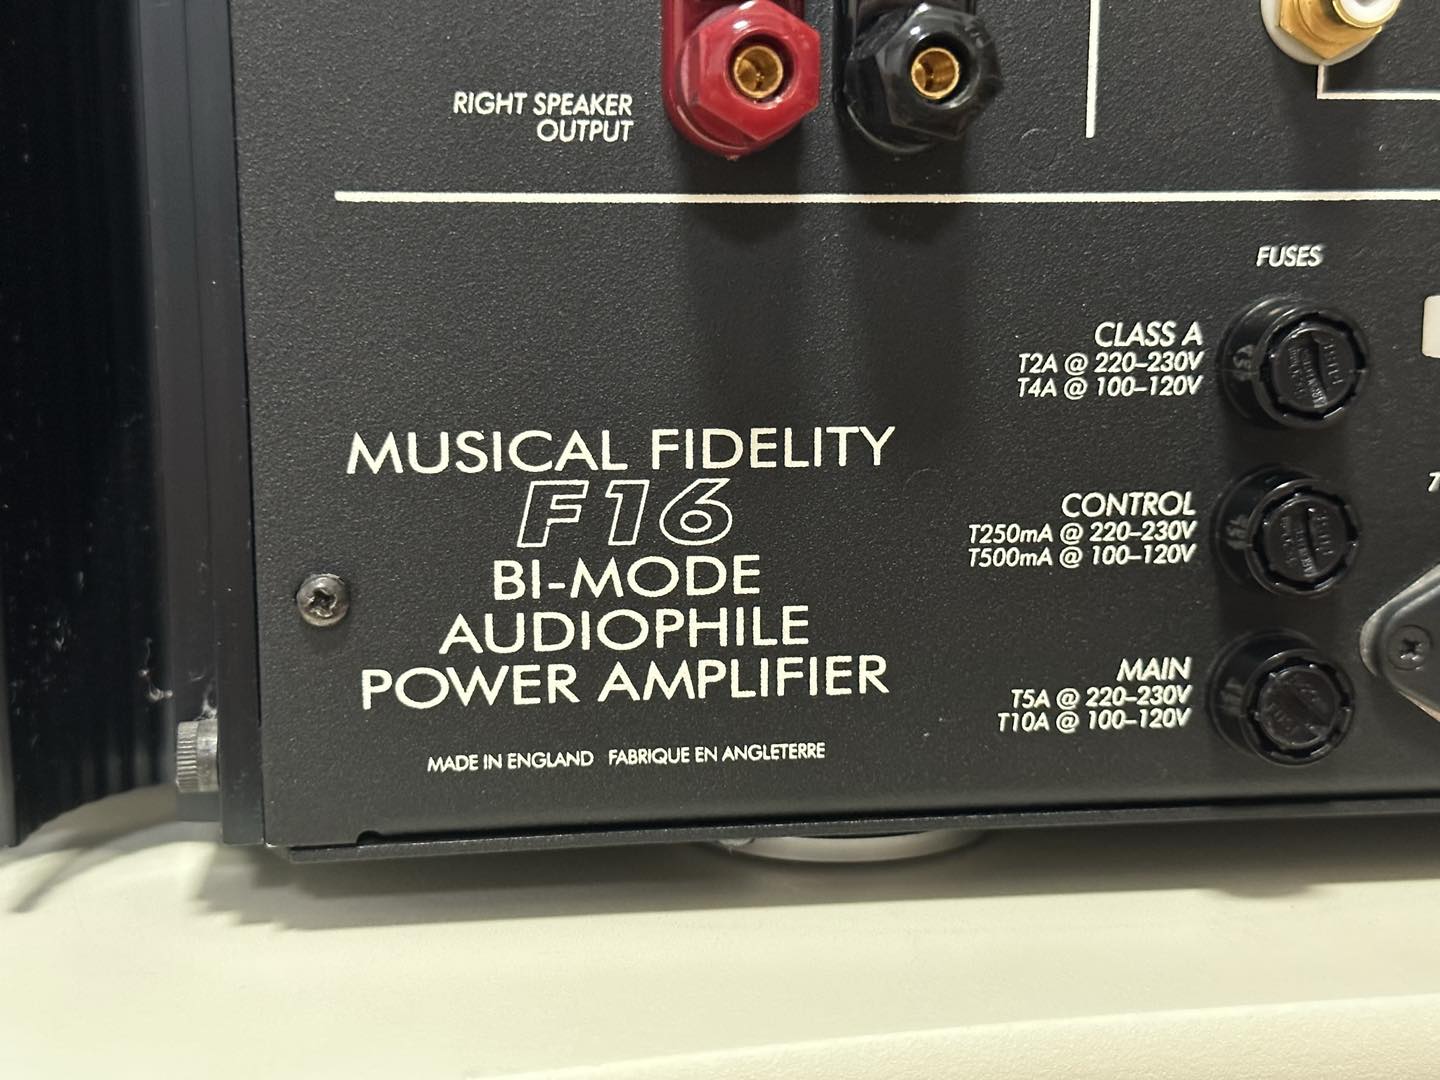 RIGHT SPEAKER
OUTPUT
FUSES
CLASS A
T2A @ 220–230V
T4A @ 100–120V
MUSICAL FIDELITY
F16
BI-MODE
AUDIOPHILE
POWER AMPLIFIER
MADE IN ENGLAND FABRIQUE EN ANGLETERRE
CONTROL
T250mA @ 220–230V
T500mA @ 100–120V
MAIN
T5A @ 220–230V
T10A @ 100–120V